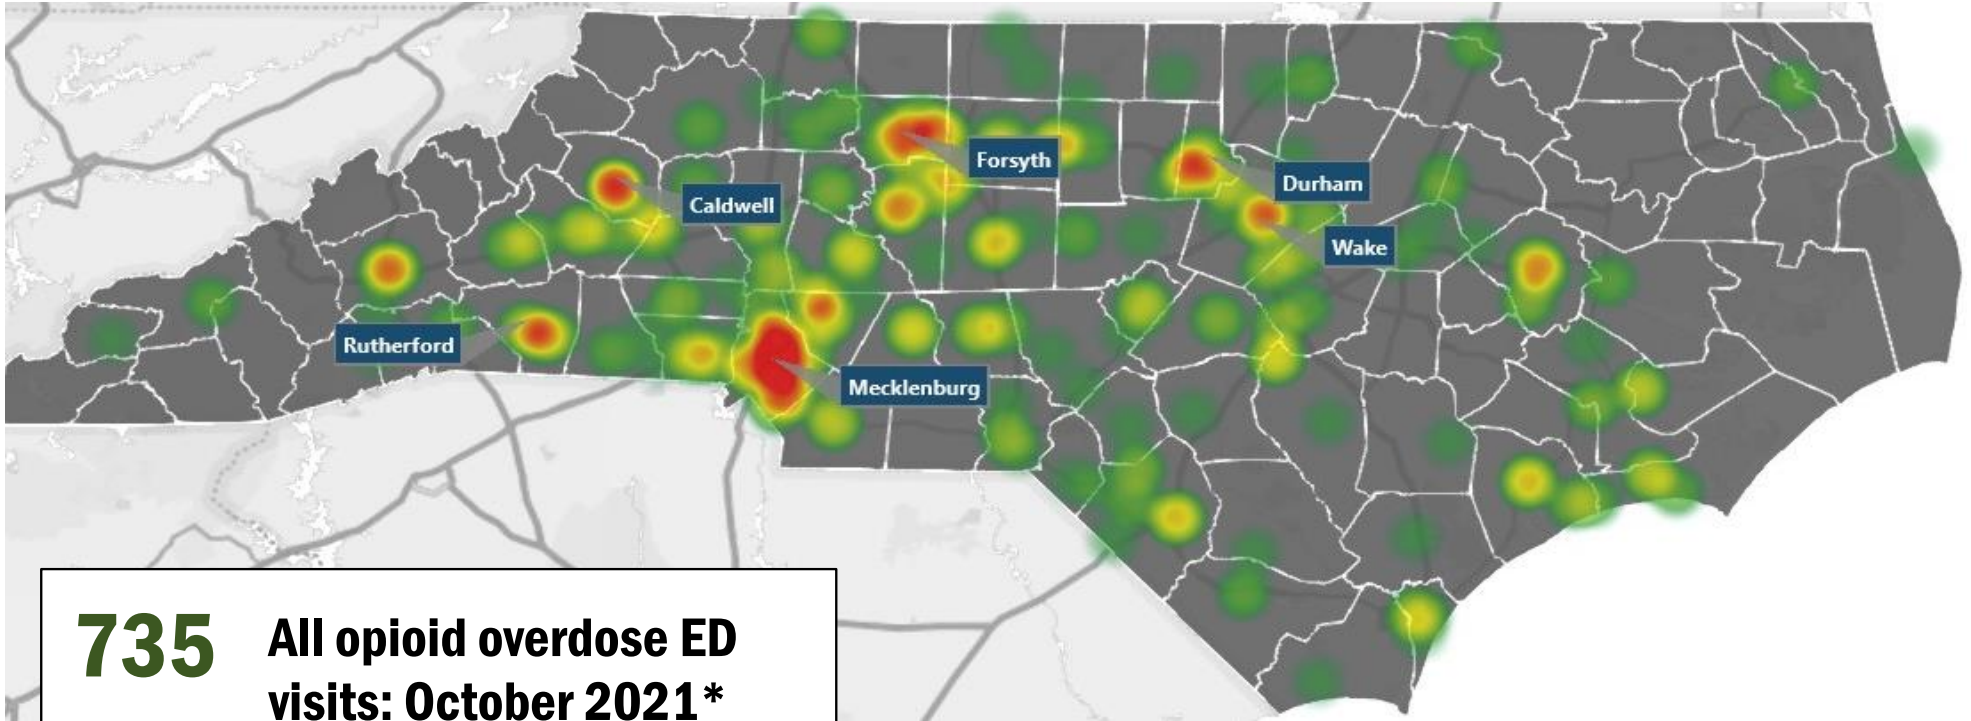 Forsyth
Durham
Caldwell
Wake
Rutherford
Mecklenburg
735
All opioid overdose ED
visits: October 2021*